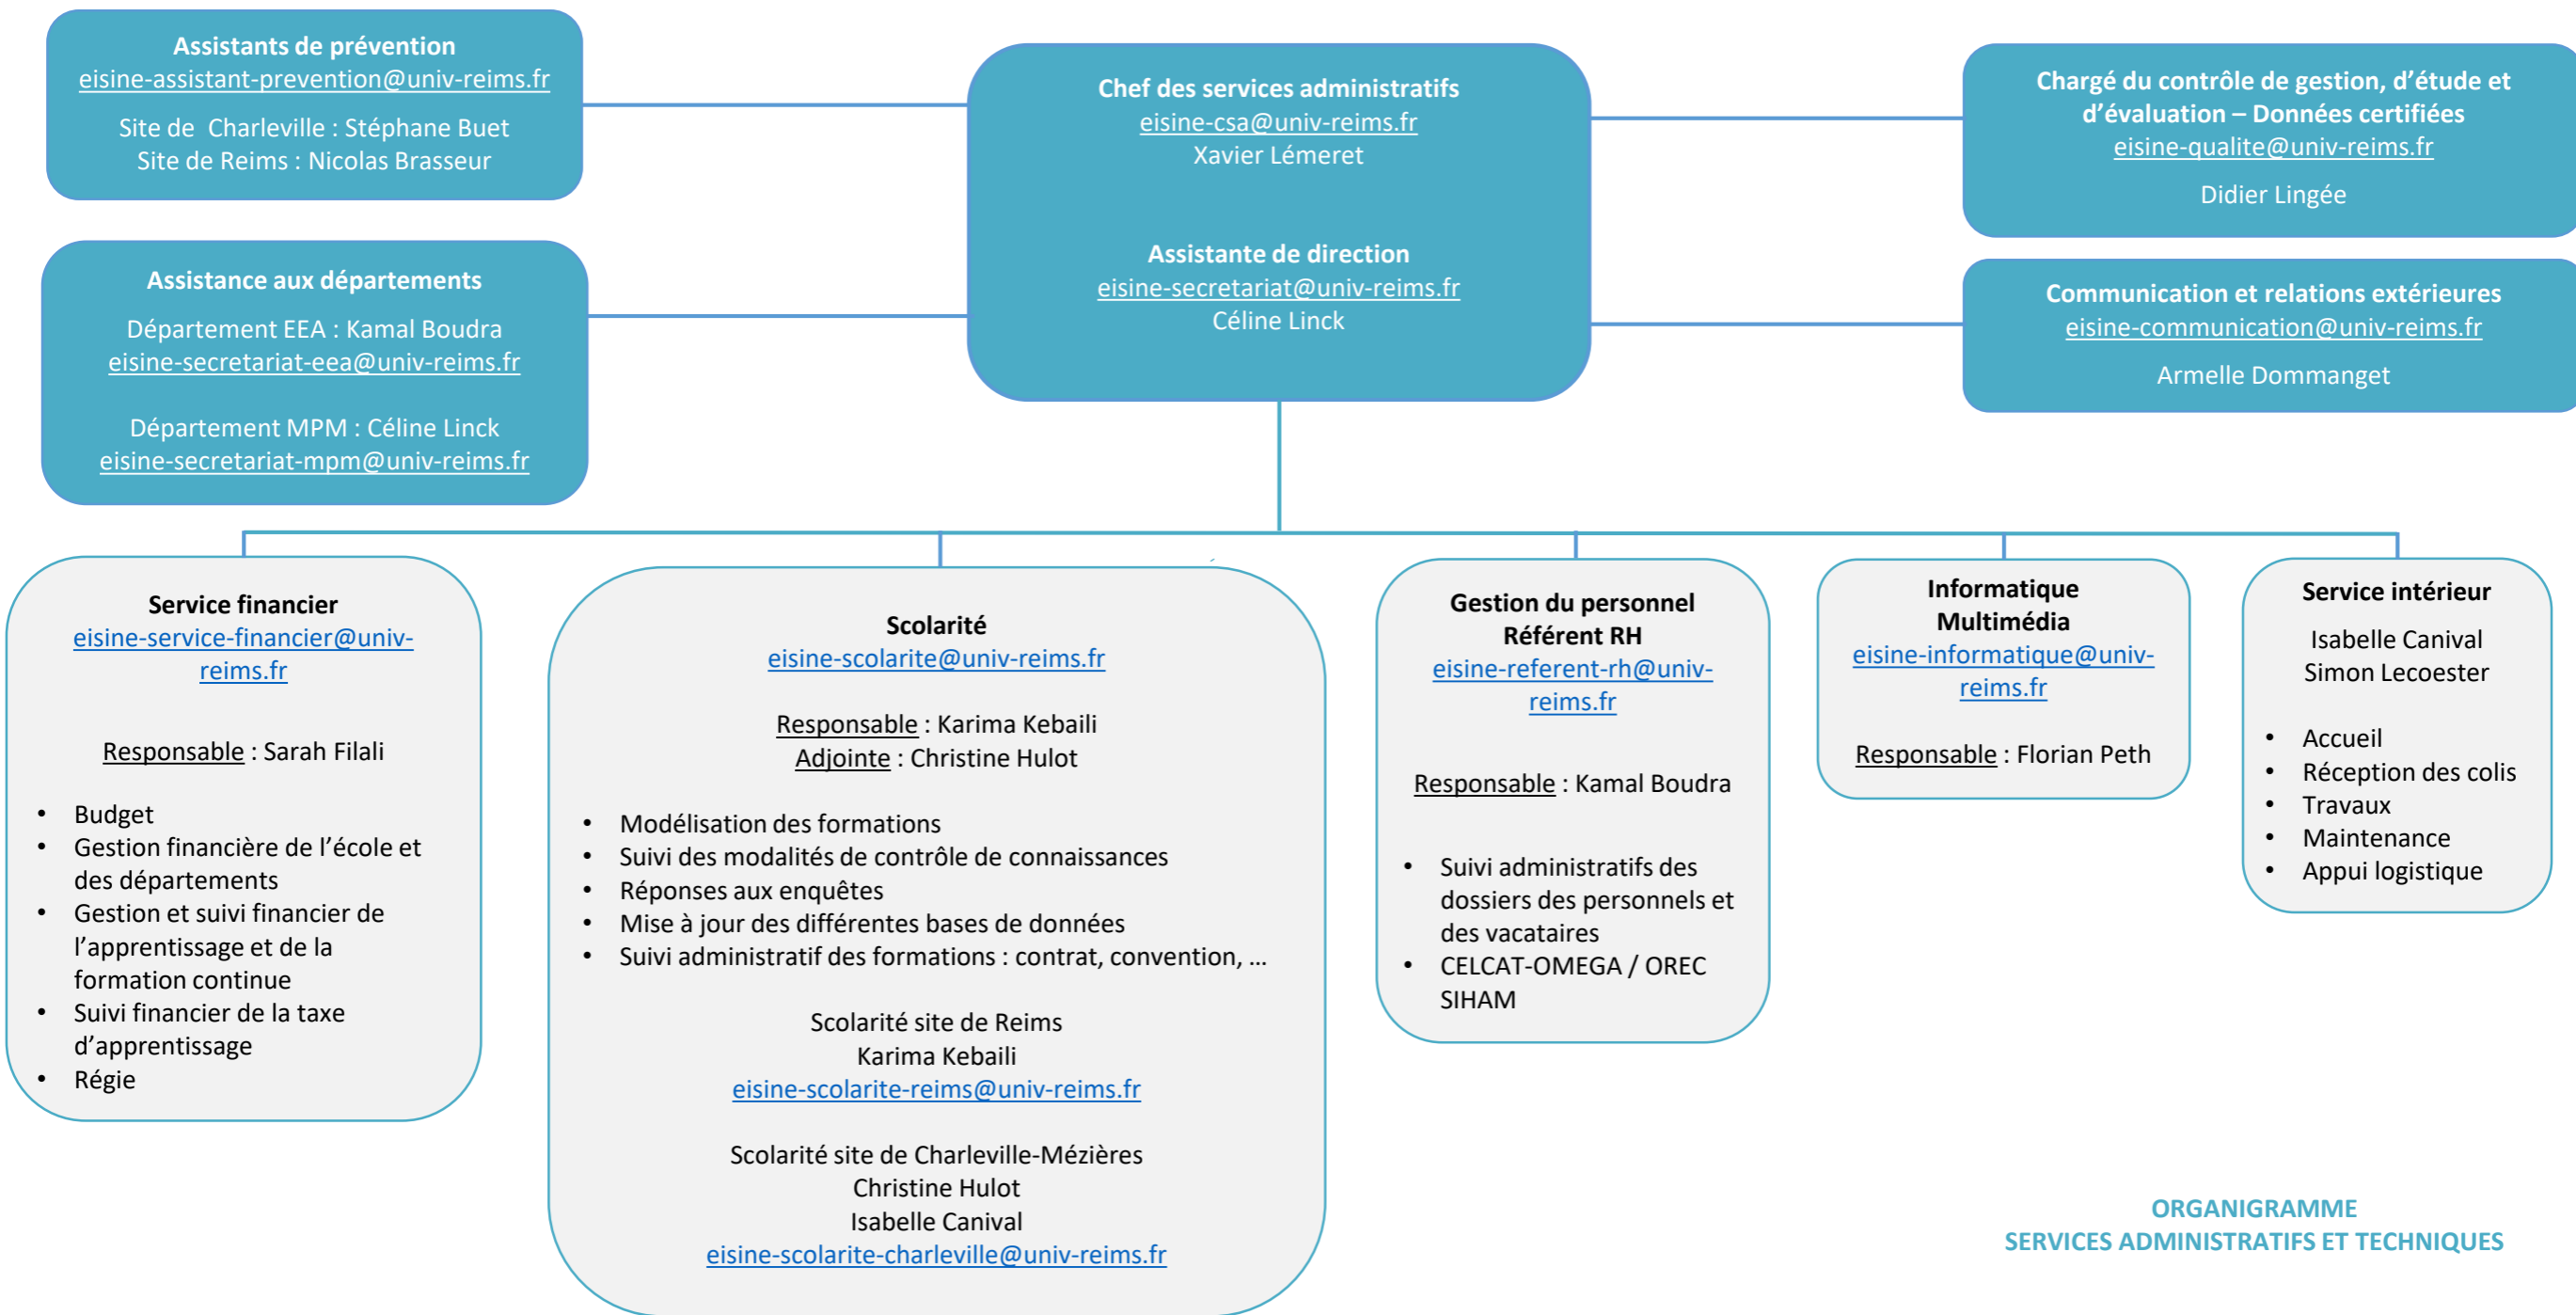 Assistants de prévention
eisine-assistant-prevention@univ-reims.fr
Site de  Charleville : Stéphane Buet
Site de Reims : Nicolas Brasseur
Chef des services administratifs
eisine-csa@univ-reims.fr
Xavier Lémeret
Assistante de direction
eisine-secretariat@univ-reims.fr
Céline Linck
Chargé du contrôle de gestion, d’étude et
d’évaluation – Données certifiées
eisine-qualite@univ-reims.fr
Didier Lingée
Assistance aux départements
Département EEA : Kamal Boudra
eisine-secretariat-eea@univ-reims.fr
Département MPM : Céline Linck
eisine-secretariat-mpm@univ-reims.fr
Communication et relations extérieures
eisine-communication@univ-reims.fr
Armelle Dommanget
Service financier
eisine-service-financier@univ-
reims.fr
Responsable : Sarah Filali
• Budget
• Gestion financière de l’école et
des départements
• Gestion et suivi financier de
l’apprentissage et de la
formation continue
• Suivi financier de la taxe
d’apprentissage
• Régie
Scolarité
eisine-scolarite@univ-reims.fr
Responsable : Karima Kebaili
Adjointe : Christine Hulot
• Modélisation des formations
• Suivi des modalités de contrôle de connaissances
• Réponses aux enquêtes
• Mise à jour des différentes bases de données
• Suivi administratif des formations : contrat, convention, …
Scolarité site de Reims
Karima Kebaili
eisine-scolarite-reims@univ-reims.fr
Scolarité site de Charleville-Mézières
Christine Hulot
Isabelle Canival
eisine-scolarite-charleville@univ-reims.fr
Gestion du personnel
Référent RH
eisine-referent-rh@univ-
reims.fr
Responsable : Kamal Boudra
• Suivi administratifs des
dossiers des personnels et
des vacataires
• CELCAT-OMEGA / OREC
SIHAM
Informatique
Multimédia
eisine-informatique@univ-
reims.fr
Responsable : Florian Peth
Service intérieur
Isabelle Canival
Simon Lecoester
• Accueil
• Réception des colis
• Travaux
• Maintenance
• Appui logistique
ORGANIGRAMME
SERVICES ADMINISTRATIFS ET TECHNIQUES